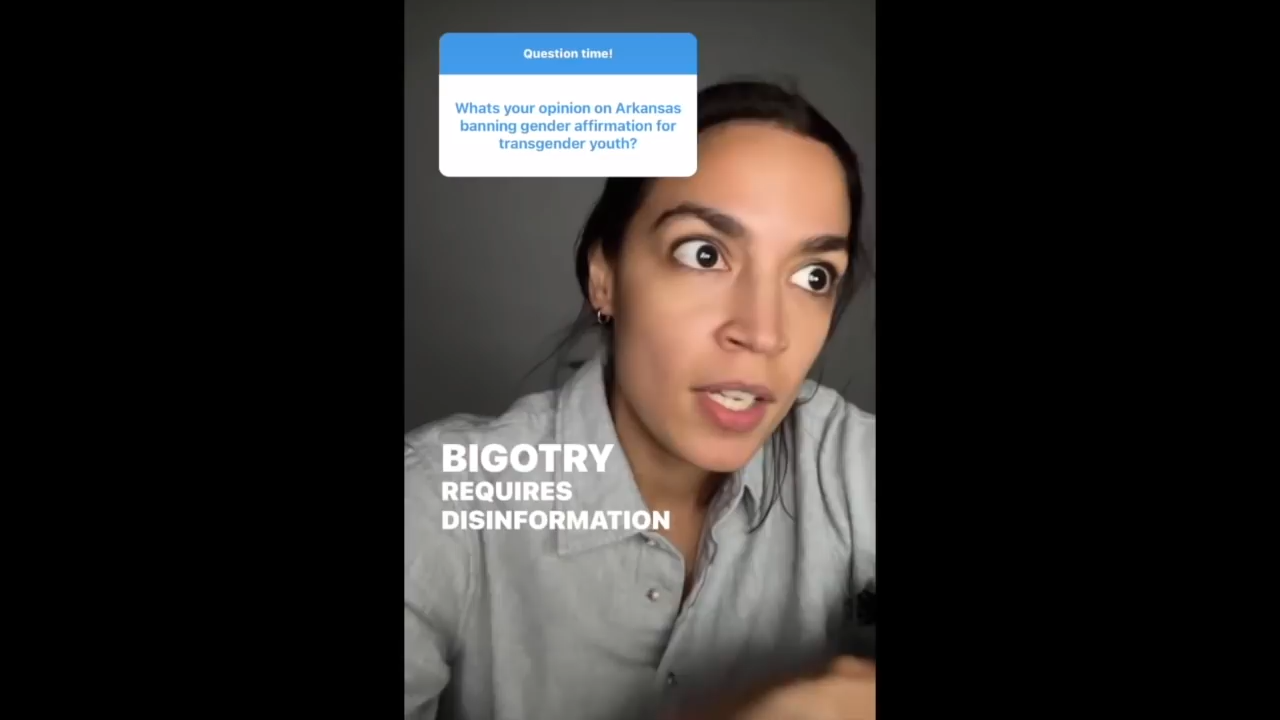 Question time!
Whats your opinion on Arkansas
banning gender affirmation for
transgender youth?
BIGOTRY
REQUIRES
DISINFORMATION